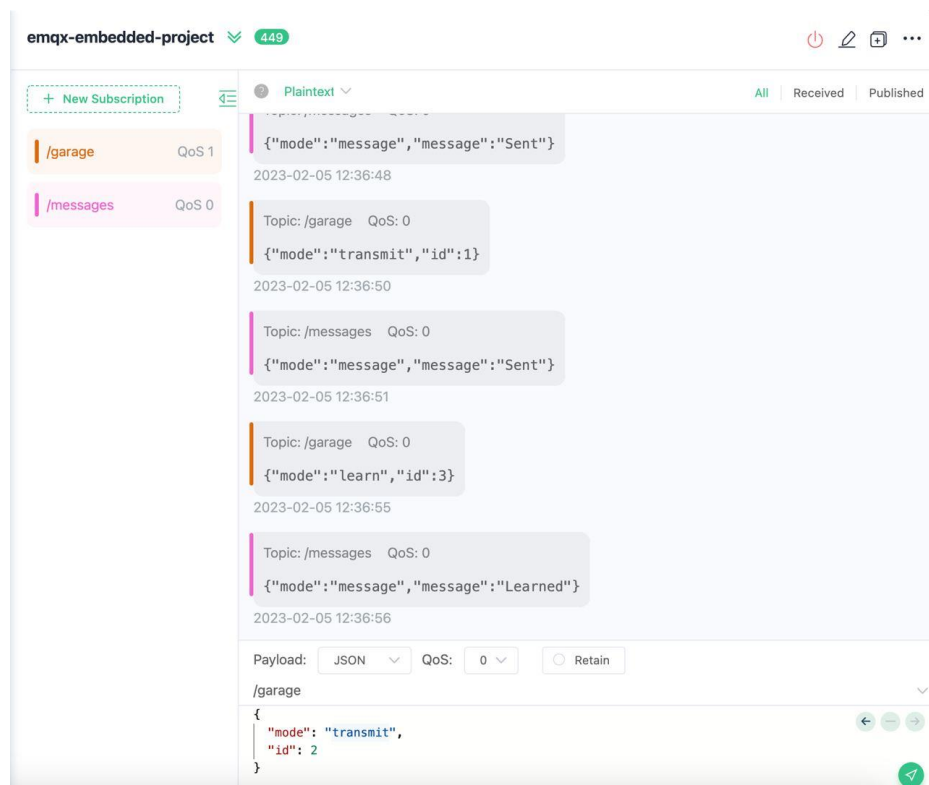 emqx-embedded-project 449
+ New Subscription
/garage QoS 1
/messages QoS 0
Plaintext
All Received Published
{"mode":"message","message":"Sent"}
2023-02-05 12:36:48
Topic: /garage QoS: 0
{"mode":"transmit","id":1}
2023-02-05 12:36:50
Topic: /messages QoS: 0
{"mode":"message","message":"Sent"}
2023-02-05 12:36:51
Topic: /garage QoS: 0
{"mode":"learn","id":3}
2023-02-05 12:36:55
Topic: /messages QoS: 0
{"mode":"message","message":"Learned"}
2023-02-05 12:36:56
Payload: JSON QoS: 0 Retain
/garage
{
"mode": "transmit",
"id": 2
}